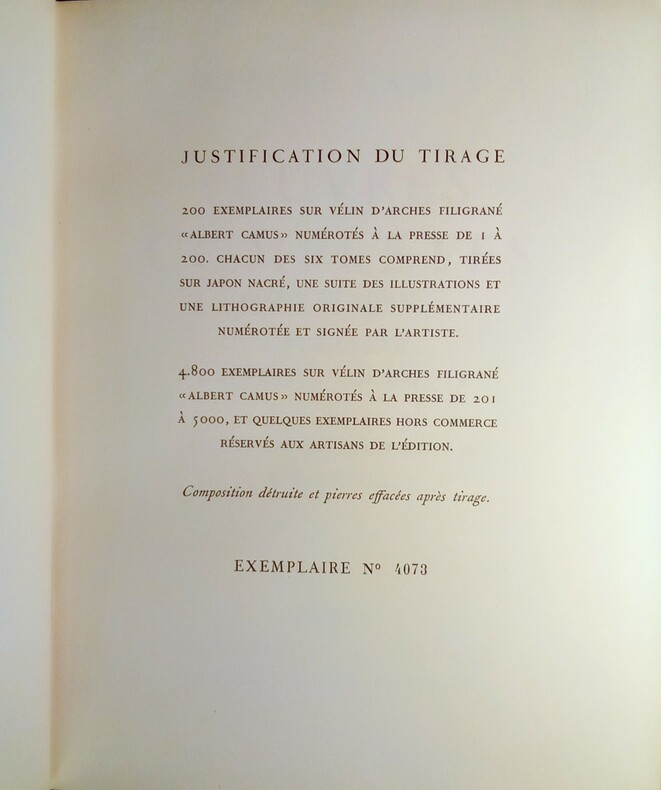 JUSTIFICATION DU TIRAGE
200 EXEMPLAIRES SUR VÉLIN D'ARCHES FILIGRANÉ
«ALBERT CAMUS» NUMÉROTÉS À LA PRESSE DE 1 À
200. CHACUN DES SIX TOMES COMPREND, TIRÉES
SUR JAPON NACRÉ, UNE SUITE DES ILLUSTRATIONS ET
UNE LITHOGRAPHIE ORIGINALE SUPPLÉMENTAIRE
NUMÉROTÉE ET SIGNÉE PAR L'ARTISTE.
4.800 EXEMPLAIRES SUR VÉLIN D'ARCHES FILIGRANÉ
«ALBERT CAMUS» NUMÉROTÉS À LA PRESSE DE 201
À 5000, ET QUELQUES EXEMPLAIRES HORS COMMERCE
RÉSERVÉS AUX ARTISANS DE L'ÉDITION.
Composition détruite et pierres effacées après tirage.
EXEMPLAIRE Nº 4073